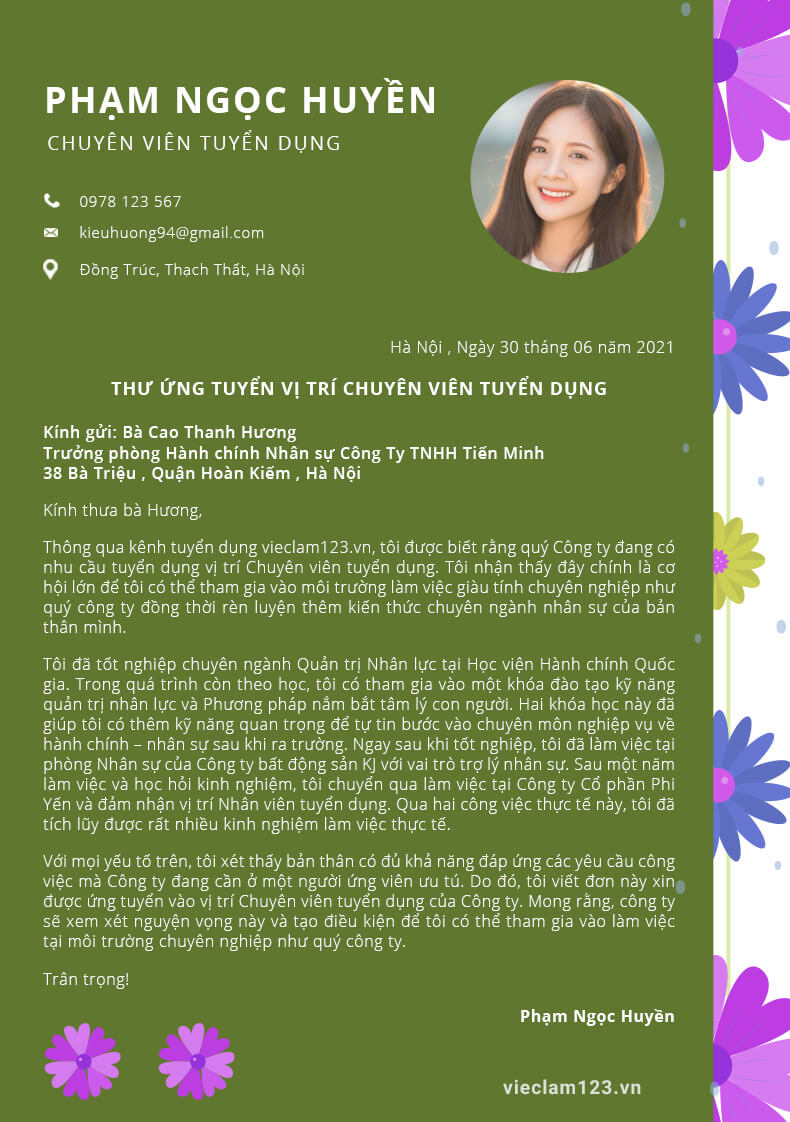 PHẠM NGỌC HUYỀN
CHUYÊN VIÊN TUYỂN DỤNG
0978 123 567
kieuhuong94@gmail.com
Đồng Trúc, Thạch Thất, Hà Nội
Hà Nội , Ngày 30 tháng 06 năm 2021
THƯ ỨNG TUYỂN VỊ TRÍ CHUYÊN VIÊN TUYỂN DỤNG
Kính gửi: Bà Cao Thanh Hương
Trưởng phòng Hành chính Nhân sự Công Ty TNHH Tiến Minh
38 Bà Triệu , Quận Hoàn Kiếm , Hà Nội
Kính thưa bà Hương,
Thông qua kênh tuyển dụng vieclam123.vn, tôi được biết rằng quý Công ty đang có
nhu cầu tuyển dụng vị trí Chuyên viên tuyển dụng. Tôi nhận thấy đây chính là cơ
hội lớn để tôi có thể tham gia vào môi trường làm việc giàu tính chuyên nghiệp như
quý công ty đồng thời rèn luyện thêm kiến thức chuyên ngành nhân sự của bản
thân mình.
Tôi đã tốt nghiệp chuyên ngành Quản trị Nhân lực tại Học viện Hành chính Quốc
gia. Trong quá trình còn theo học, tôi có tham gia vào một khóa đào tạo kỹ năng
quản trị nhân lực và Phương pháp nắm bắt tâm lý con người. Hai khóa học này đã
giúp tôi có thêm kỹ năng quan trọng để tự tin bước vào chuyên môn nghiệp vụ về
hành chính – nhân sự sau khi ra trường. Ngay sau khi tốt nghiệp, tôi đã làm việc tại
phòng Nhân sự của Công ty bất động sản KJ với vai trò trợ lý nhân sự. Sau một năm
làm việc và học hỏi kinh nghiệm, tôi chuyển qua làm việc tại Công ty Cổ phần Phi
Yến và đảm nhận vị trí Nhân viên tuyển dụng. Qua hai công việc thực tế này, tôi đã
tích lũy được rất nhiều kinh nghiệm làm việc thực tế.
Với mọi yếu tố trên, tôi xét thấy bản thân có đủ khả năng đáp ứng các yêu cầu công
việc mà Công ty đang cần ở một người ứng viên ưu tú. Do đó, tôi viết đơn này xin
được ứng tuyển vào vị trí Chuyên viên tuyển dụng của Công ty. Mong rằng, công ty
sẽ xem xét nguyện vọng này và tạo điều kiện để tôi có thể tham gia vào làm việc
tại môi trường chuyên nghiệp như quý công ty.
Trân trọng!
Phạm Ngọc Huyền
vieclam123.vn